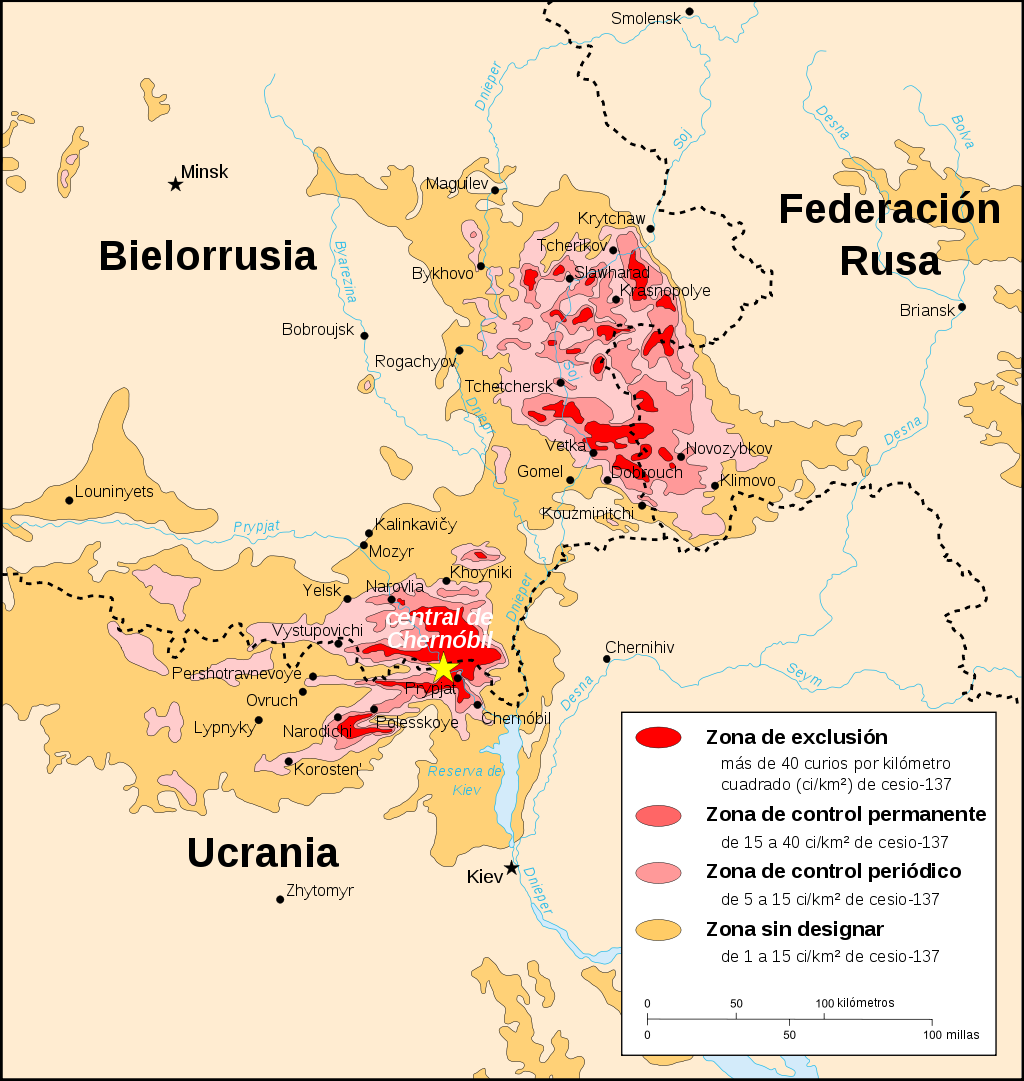 Smolensk
Dnieper
Soj
Desna
Bolva
Minsk
Maguilev
Federación
Rusa
Krytchaw
Bielorrusia
Byarezina
Tcherikov
Bykhovo
Slawharad
Krasnopolye
Briansk
Bobroujsk
Rogachyov
Soj
Tchetchersk
Dniepr
Desna
Vetka
Novozybkov
Gomel
Dobrouch
Klimovo
Louninyets
Kouzminitchi
Prypjat
Kalinkavičy
Mozyr
Khoyniki
Yelsk
Narovlia
Dnieper
central de
Chernóbil
Vystupovichi
Chernihiv
Pershotravnevoye
Seym
Prypjat
Desna
Ovruch
Chernóbil
Lypnyky
Narodichi
Polesskoye
Korosten'
Reserva de
Kiev
Ucrania
Kiev
Zhytomyr
Dnieper
Zona de exclusión
más de 40 curios por kilómetro
cuadrado (ci/km²) de cesio-137
Zona de control permanente
de 15 a 40 ci/km² de cesio-137
Zona de control periódico
de 5 a 15 ci/km² de cesio-137
Zona sin designar
de 1 a 15 ci/km² de cesio-137
0 50 100 kilómetros
0 50 100 millas